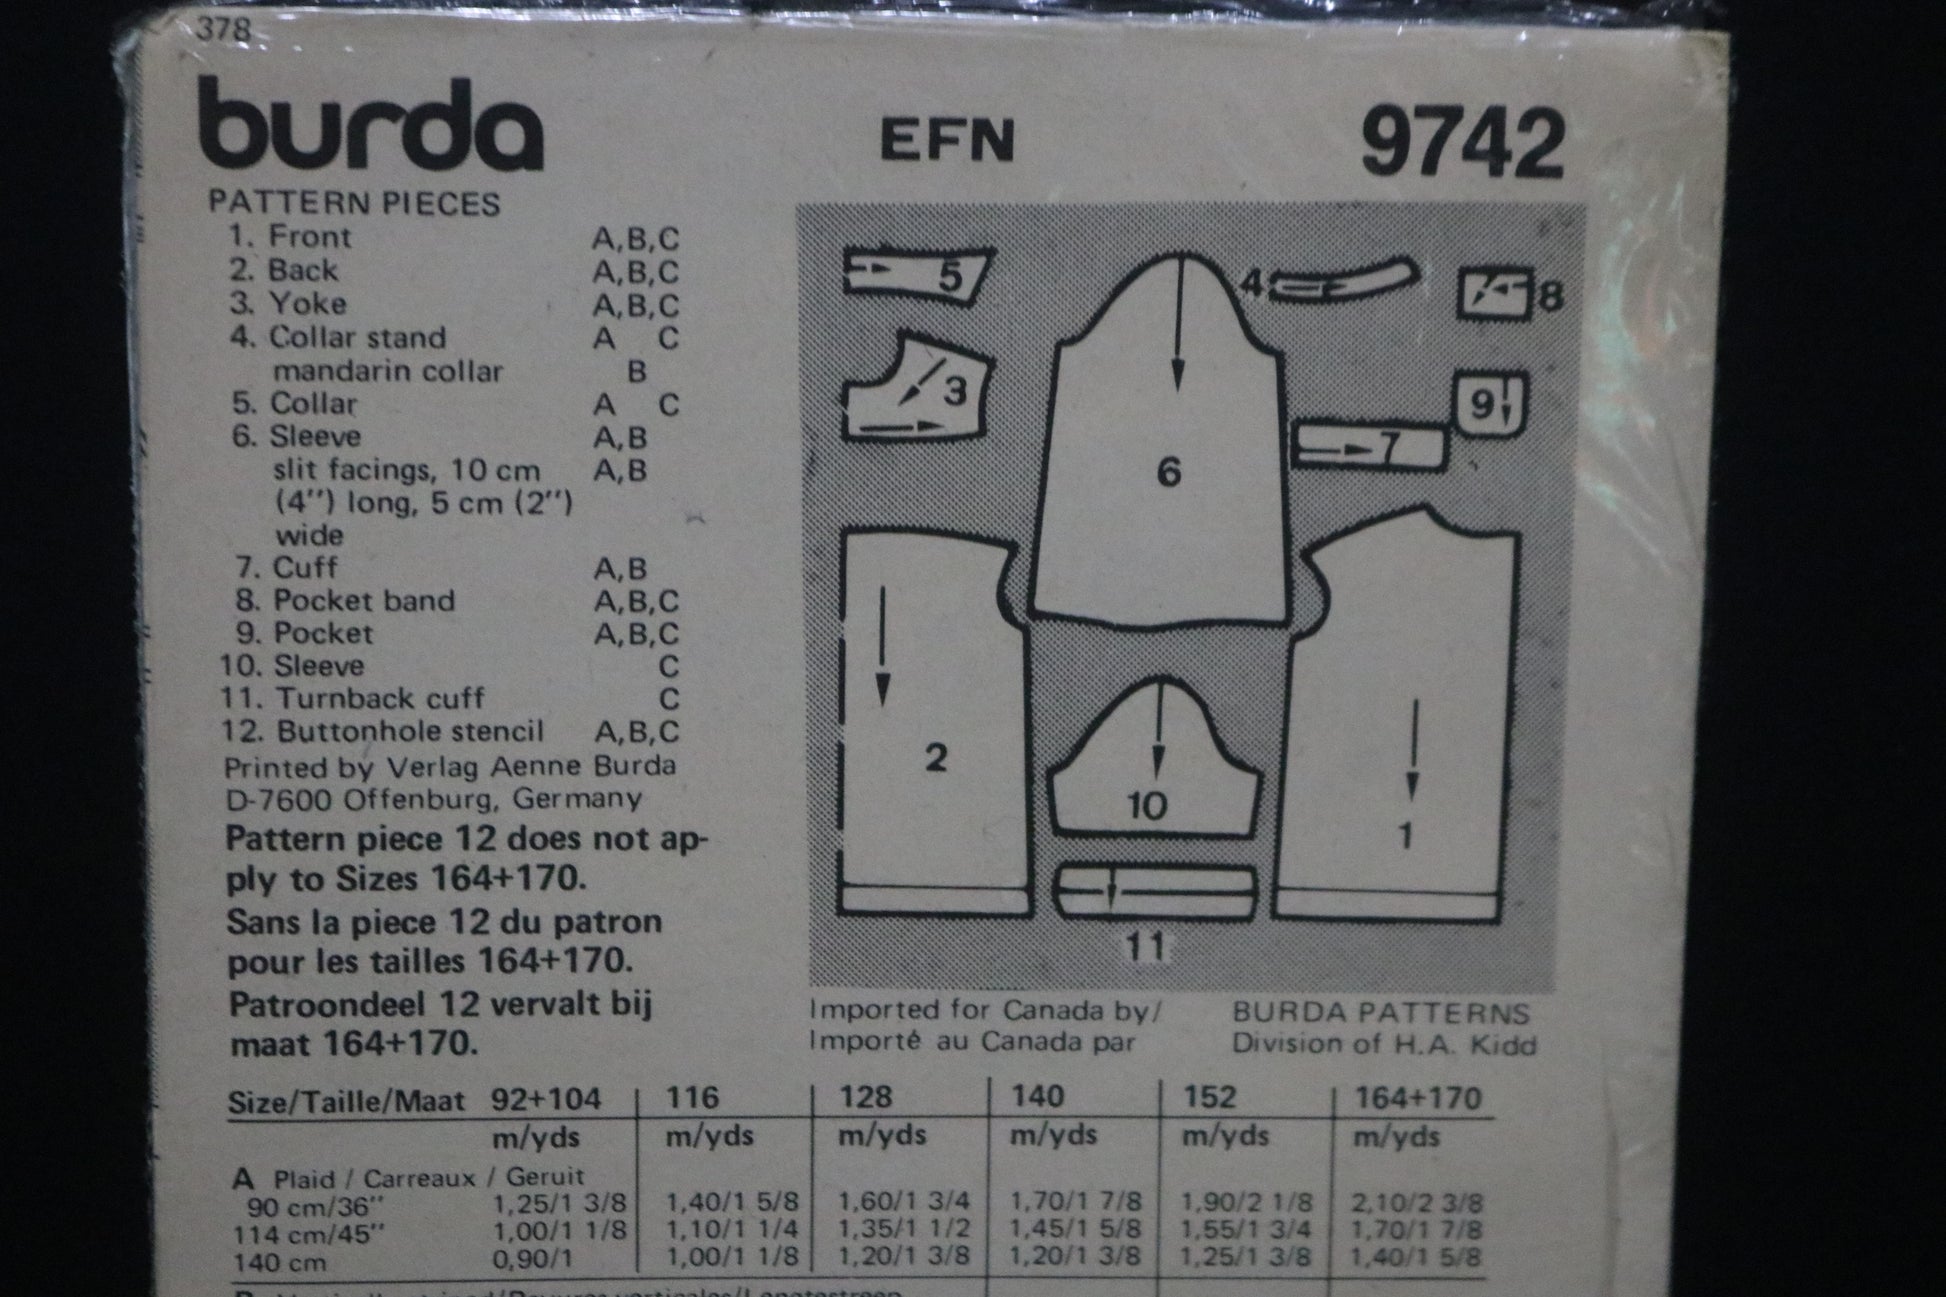 378
burda EFN 9742
PATTERN PIECES
1. Front A,B,C
2. Back A,B,C
3. Yoke A,B,C
4. Collar stand A C
mandarin collar B
5. Collar A C
6. Sleeve A,B
slit facings, 10 cm A,B
(4") long, 5 cm (2")
wide
7. Cuff A,B
8. Pocket band A,B,C
9. Pocket A,B,C
10. Sleeve C
11. Turnback cuff C
12. Buttonhole stencil A,B,C
Printed by Verlag Aenne Burda
D-7600 Offenburg, Germany
Pattern piece 12 does not ap-
ply to Sizes 164+170.
Sans la piece 12 du patron
pour les tailles 164+170.
Patroondeel 12 vervalt bij
maat 164+170.
5
4
8
3
9
7
6
2
10
1
11
Imported for Canada by/
Importé au Canada par
BURDA PATTERNS
Division of H.A. Kidd
Size/Taille/Maat 92+104 116 128 140 152 164+170
m/yds m/yds m/yds m/yds m/yds m/yds
A Plaid / Carreaux / Geruit
90 cm/36" 1,25/1 3/8 1,40/1 5/8 1,60/1 3/4 1,70/1 7/8 1,90/2 1/8 2,10/2 3/8
114 cm/45" 1,00/1 1/8 1,10/1 1/4 1,35/1 1/2 1,45/1 5/8 1,55/1 3/4 1,70/1 7/8
140 cm 0,90/1 1,00/1 1/8 1,20/1 3/8 1,20/1 3/8 1,25/1 3/8 1,40/1 5/8